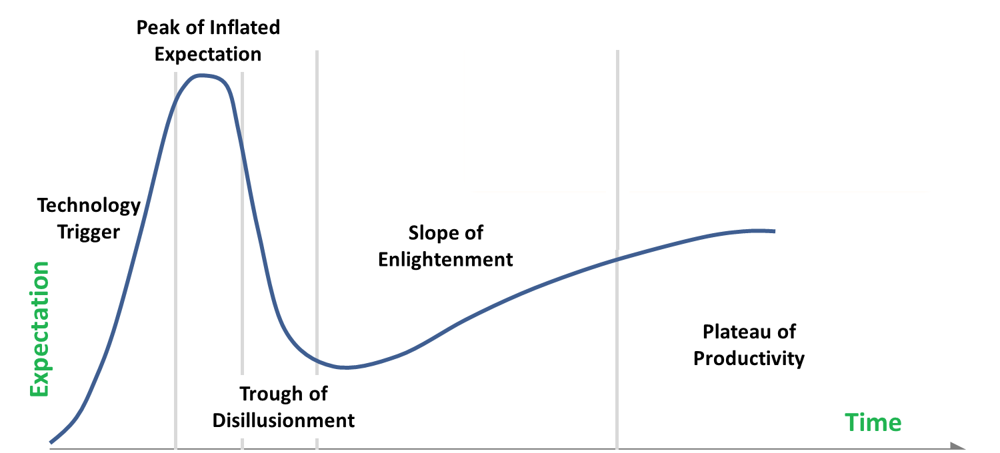 Peak of Inflated
Expectation
Technology
Trigger
Slope of
Enlightenment
Expectation
Plateau of
Productivity
Trough of
Disillusionment
Time